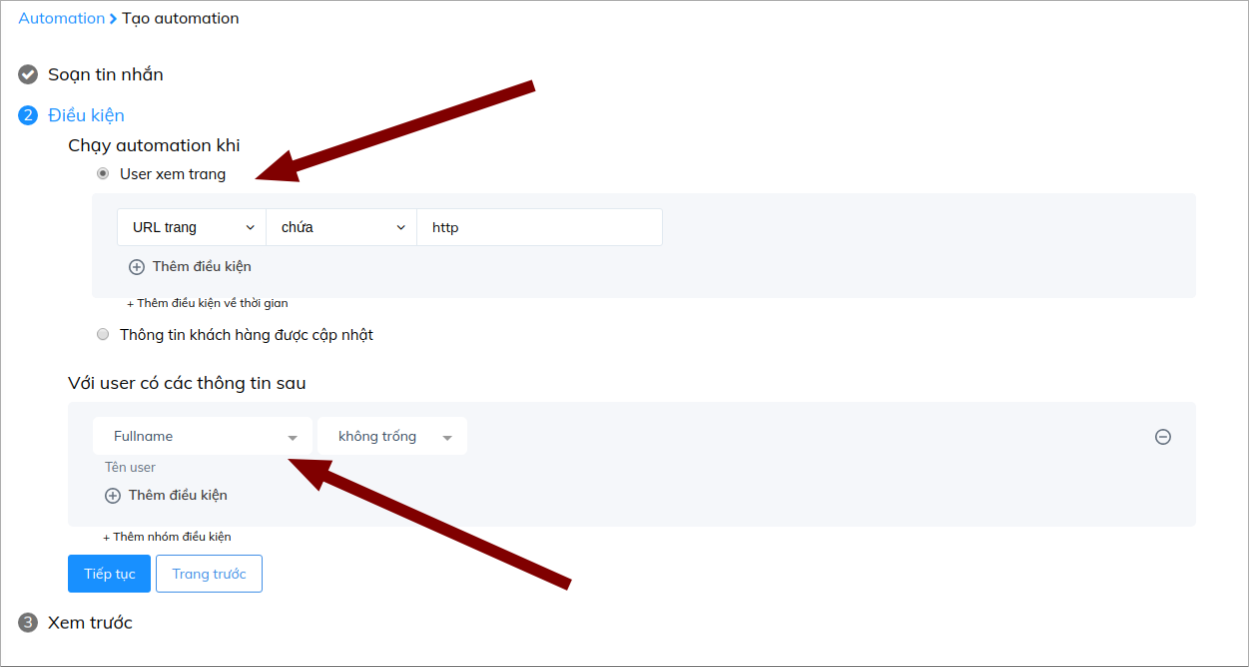 Automation > Tạo automation
Soạn tin nhắn
2 Điều kiện
Chạy automation khi
User xem trang
URL trang chứa http
Thêm điều kiện
+ Thêm điều kiện về thời gian
Thông tin khách hàng được cập nhật
Với user có các thông tin sau
Fullname không trống
Tên user
Thêm điều kiện
+ Thêm nhóm điều kiện
Tiếp tục Trang trước
3 Xem trước